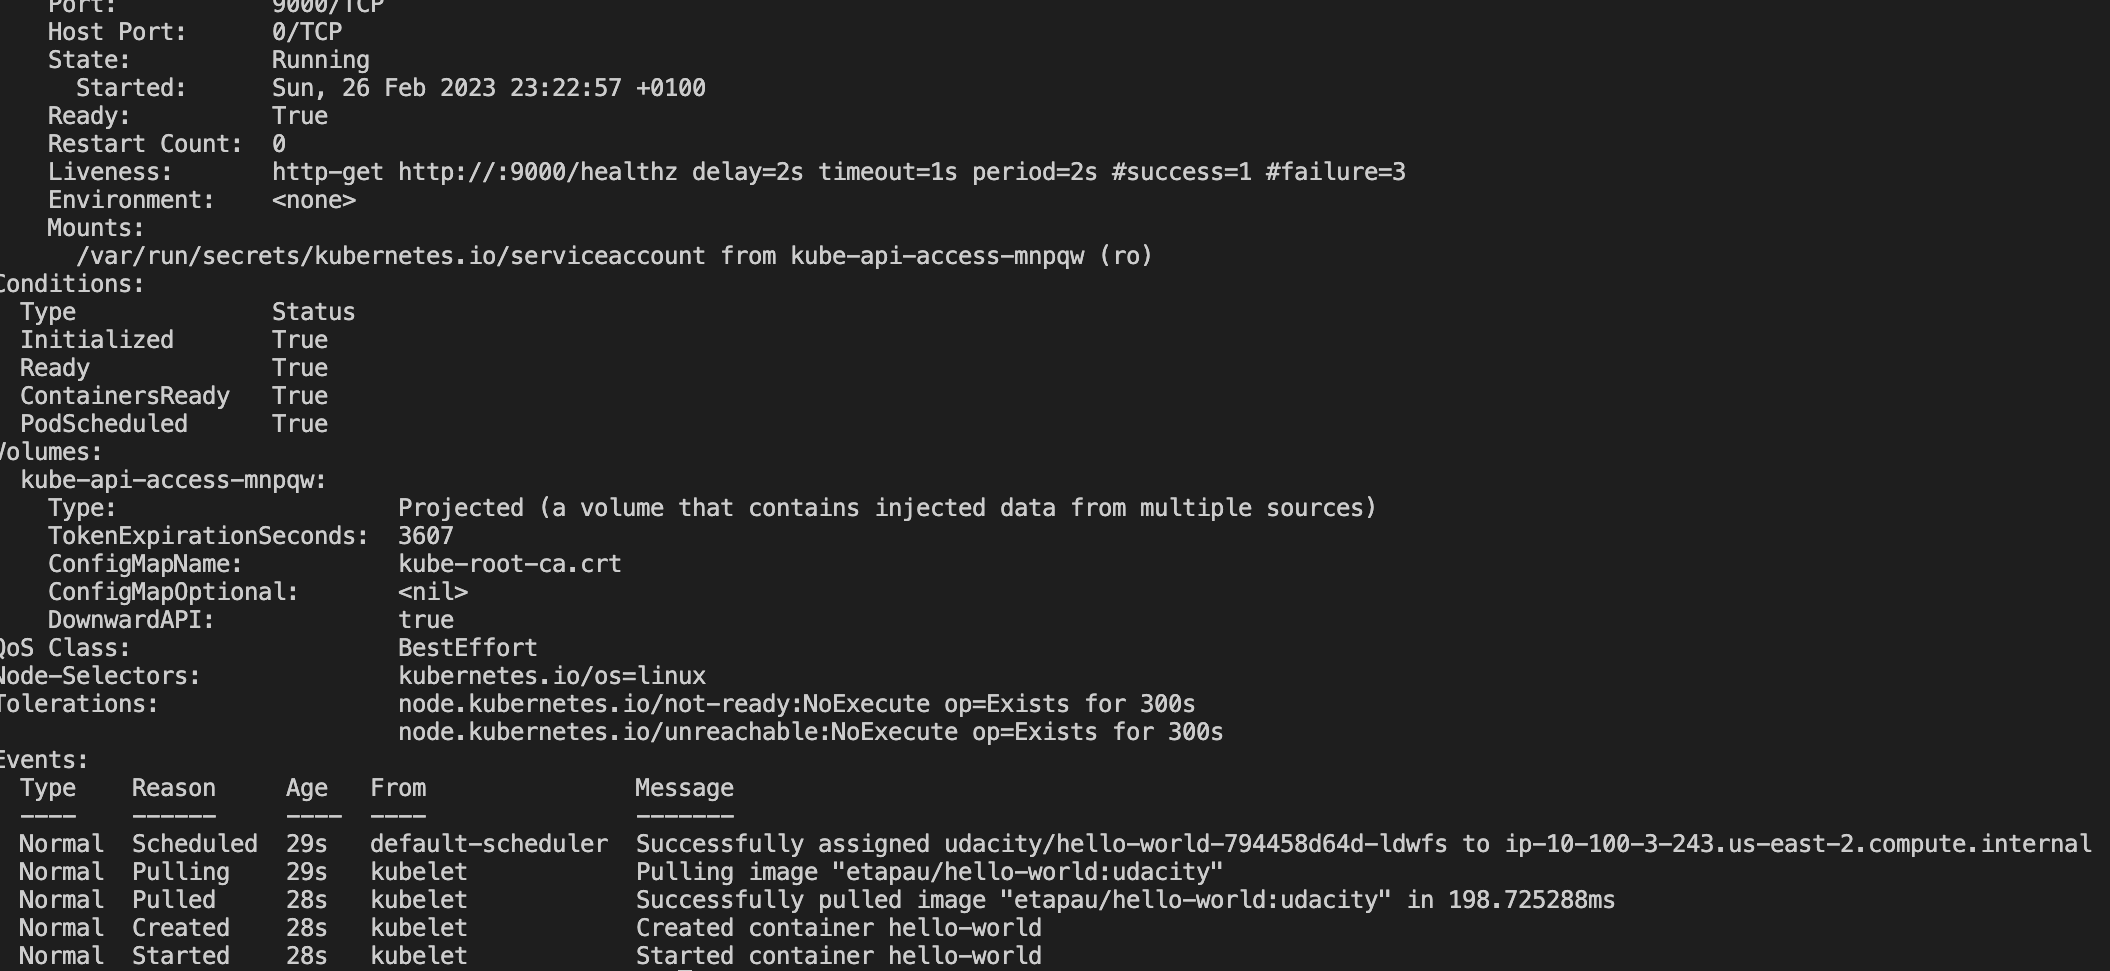 Port: 9000/TCP
Host Port: 0/TCP
State: Running
Started: Sun, 26 Feb 2023 23:22:57 +0100
Ready: True
Restart Count: 0
Liveness: http-get http://:9000/healthz delay=2s timeout=1s period=2s #success=1 #failure=3
Environment: <none>
Mounts:
/var/run/secrets/kubernetes.io/serviceaccount from kube-api-access-mnpqw (ro)
Conditions:
Type Status
Initialized True
Ready True
ContainersReady True
PodScheduled True
Volumes:
kube-api-access-mnpqw:
Type: Projected (a volume that contains injected data from multiple sources)
TokenExpirationSeconds: 3607
ConfigMapName: kube-root-ca.crt
ConfigMapOptional: <nil>
DownwardAPI: true
QoS Class: BestEffort
Node-Selectors: kubernetes.io/os=linux
Tolerations: node.kubernetes.io/not-ready:NoExecute op=Exists for 300s
node.kubernetes.io/unreachable:NoExecute op=Exists for 300s
Events:
Type Reason Age From Message
---- ------ ---- ---- -------
Normal Scheduled 29s default-scheduler Successfully assigned udacity/hello-world-794458d64d-ldwfs to ip-10-100-3-243.us-east-2.compute.internal
Normal Pulling 29s kubelet Pulling image "etapau/hello-world:udacity"
Normal Pulled 28s kubelet Successfully pulled image "etapau/hello-world:udacity" in 198.725288ms
Normal Created 28s kubelet Created container hello-world
Normal Started 28s kubelet Started container hello-world